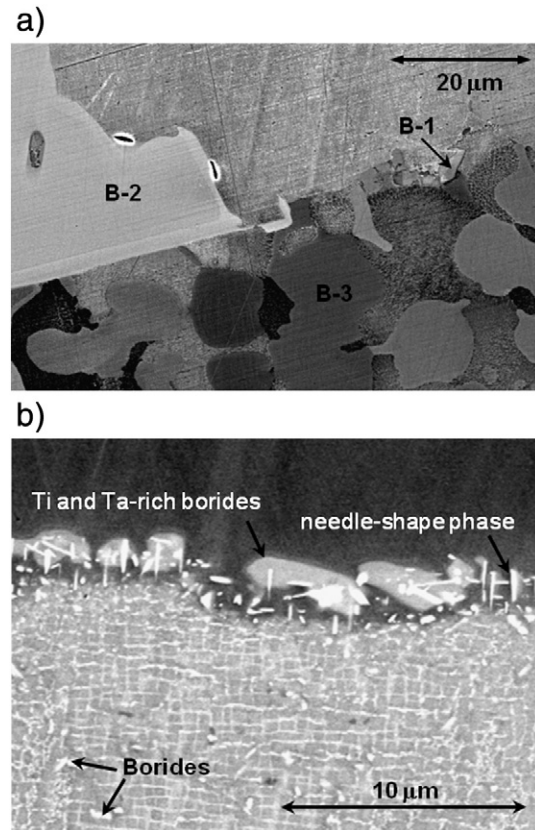 a)
20 μm
B-1
B-2
B-3
b)
Ti and Ta-rich borides
needle-shape phase
Borides
10 μm